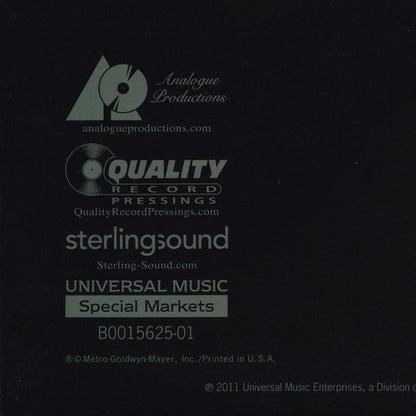 Analogue
Productions
analogueproductions.com
QUALITY
RECORD
PRESSINGS
QualityRecordPressings.com
sterlingsound
Sterling-Sound.com
UNIVERSAL MUSIC
Special Markets
B0015625-01
℗© Metro-Goldwyn-Mayer, Inc./Printed in U.S.A.
℗ 2011 Universal Music Enterprises, a Division o